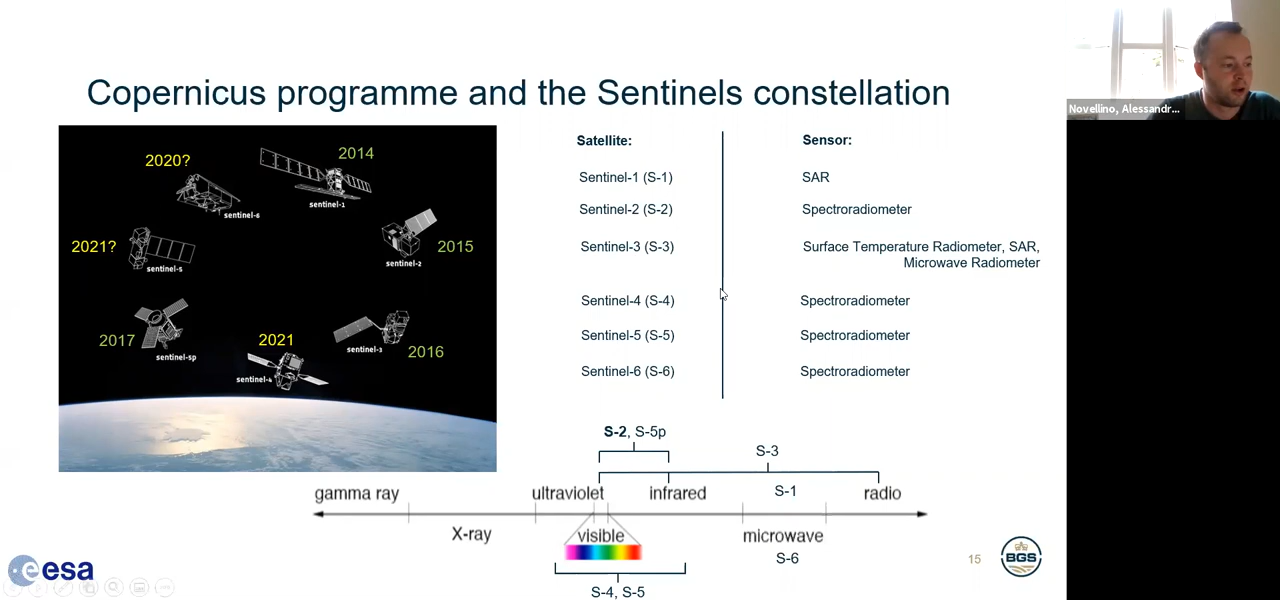 Copernicus programme and the Sentinels constellation
Novellino, Alessandr...
2020?
2014
sentinel-6
sentinel-1
2021?
sentinel-5
2015
sentinel-2
2017
sentinel-5p
2021
sentinel-4
sentinel-3
2016
Satellite: Sensor:
Sentinel-1 (S-1) SAR
Sentinel-2 (S-2) Spectroradiometer
Sentinel-3 (S-3) Surface Temperature Radiometer, SAR,
Microwave Radiometer
Sentinel-4 (S-4) Spectroradiometer
Sentinel-5 (S-5) Spectroradiometer
Sentinel-6 (S-6) Spectroradiometer
S-2, S-5p
S-3
gamma ray ultraviolet infrared S-1 radio
X-ray visible microwave
S-6
S-4, S-5
esa
15
BGS